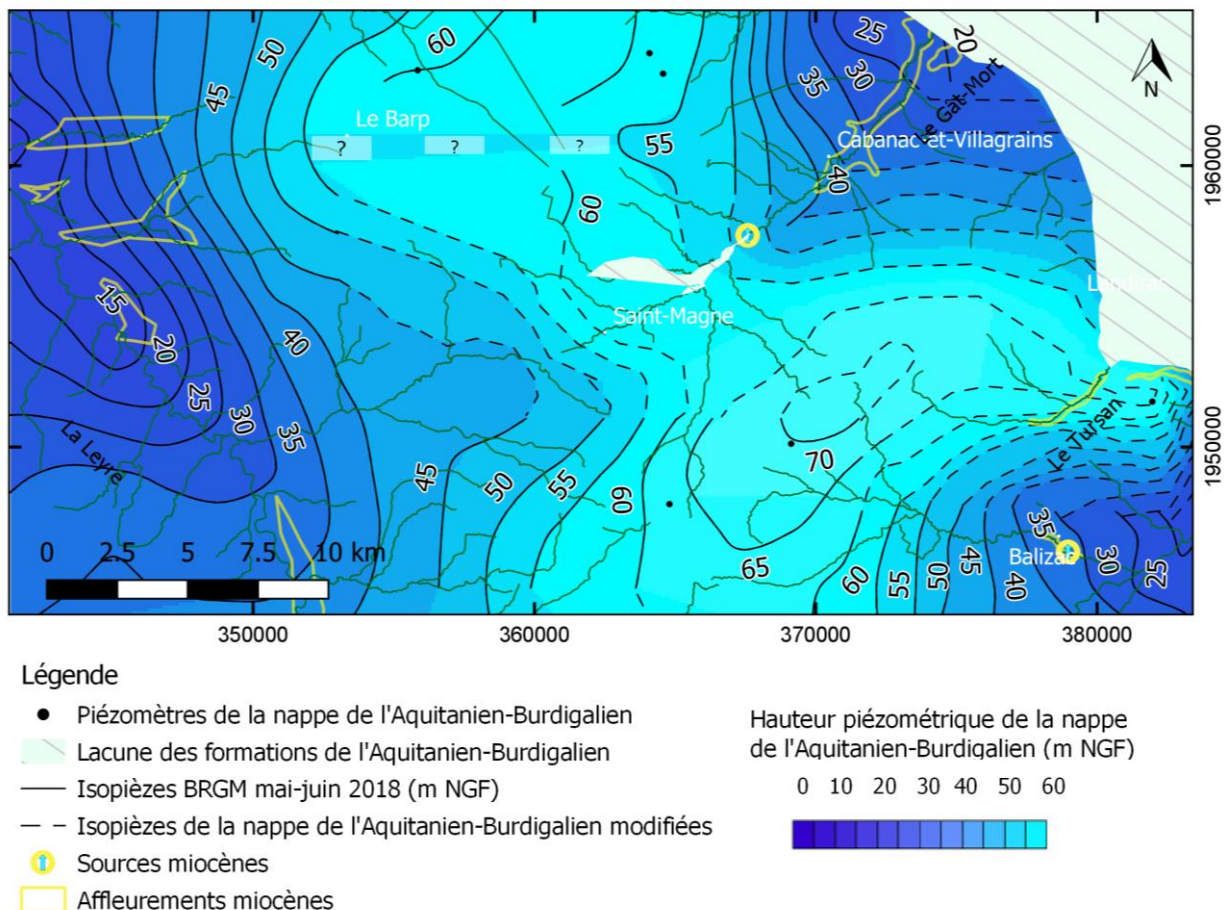 60
50
45
25
20
35
30
Le Gât-Mort
N
Le Barp
? ? ?
55
Cabanac et-Villagrains
40
60
1960000
15
20
25
30
35
40
Saint-Magne
La Leyre
45
50
55
60
65
70
Le Tursan
1950000
35
Balizac
60
55
50
45
40
30
25
0 2.5 5 7.5 10 km
350000 360000 370000 380000
Légende
Piézomètres de la nappe de l'Aquitanien-Burdigalien
Lacune des formations de l'Aquitanien-Burdigalien
Isopièzes BRGM mai-juin 2018 (m NGF)
Isopièzes de la nappe de l'Aquitanien-Burdigalien modifiées
Sources miocènes
Affleurements miocènes
Hauteur piézométrique de la nappe
de l'Aquitanien-Burdigalien (m NGF)
0 10 20 30 40 50 60